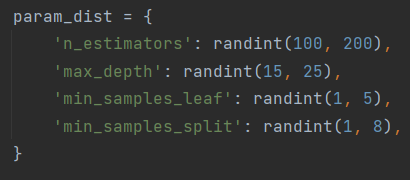 param_dist = {
    'n_estimators': randint(100, 200),
    'max_depth': randint(15, 25),
    'min_samples_leaf': randint(1, 5),
    'min_samples_split': randint(1, 8),
}